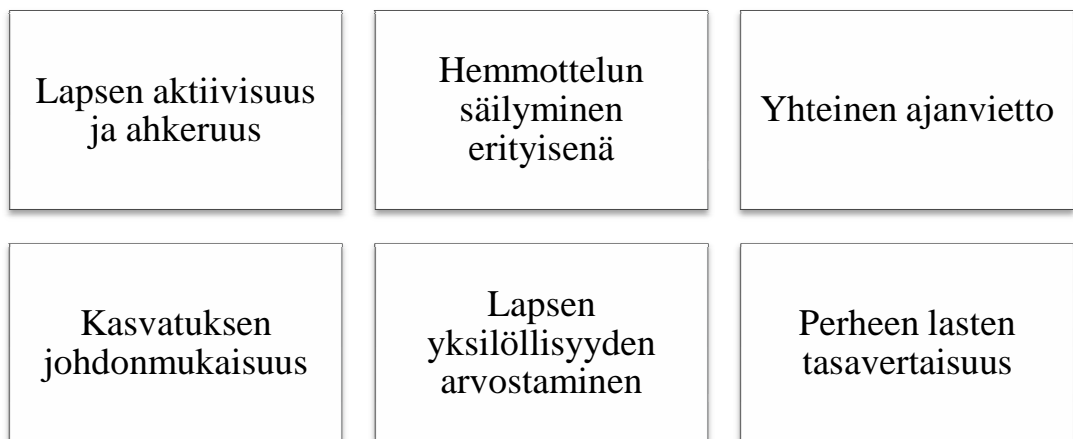 Lapsen aktiivisuus
ja ahkeruus
Hemmottelun
säilyminen
erityisenä
Yhteinen ajanvietto
Kasvatuksen
johdonmukaisuus
Lapsen
yksilöllisyyden
arvostaminen
Perheen lasten
tasavertaisuus